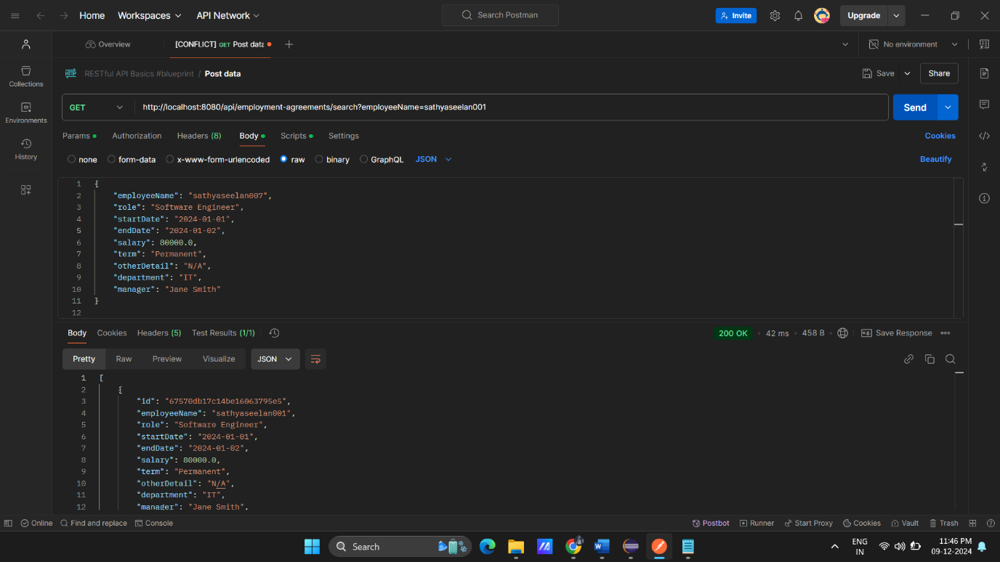 Home Workspaces API Network Search Postman Invite Upgrade
Overview [CONFLICT] GET Post data No environment
HTTP RESTful API Basics #blueprint / Post data Save Share
Collections
Environments
History
GET http://localhost:8080/api/employment-agreements/search?employeeName=sathyaseelan001 Send
Params Authorization Headers (8) Body Scripts Settings Cookies
none form-data x-www-form-urlencoded raw binary GraphQL JSON Beautify
1 {
2 "employeeName": "sathyaseelan007",
3 "role": "Software Engineer",
4 "startDate": "2024-01-01",
5 "endDate": "2024-01-02",
6 "salary": 80000.0,
7 "term": "Permanent",
8 "otherDetail": "N/A",
9 "department": "IT",
10 "manager": "Jane Smith"
11 }
12
Body Cookies Headers (5) Test Results (1/1) 200 OK • 42 ms • 458 B e.g. Save Response
Pretty Raw Preview Visualize JSON
1 [
2 {
3 "id": "67570db17c14be16063795e5",
4 "employeeName": "sathyaseelan001",
5 "role": "Software Engineer",
6 "startDate": "2024-01-01",
7 "endDate": "2024-01-02",
8 "salary": 80000.0,
9 "term": "Permanent",
10 "otherDetail": "N/A",
11 "department": "IT",
12 "manager": "Jane Smith",
Online Find and replace Console Postbot Runner Start Proxy Cookies Vault Trash
Search ENG 11:46 PM
IN 09-12-2024